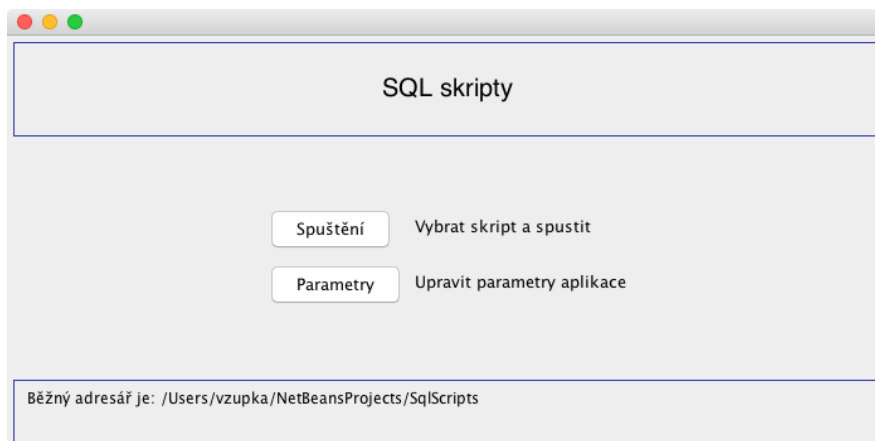 SQL skripty
Spuštění Vybrat skript a spustit
Parametry Upravit parametry aplikace
Běžný adresář je: /Users/vzupka/NetBeansProjects/SqlScripts